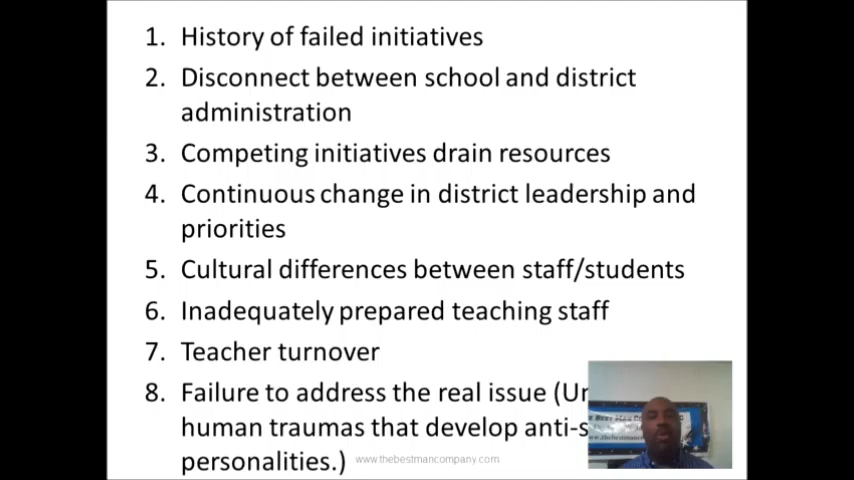 1. History of failed initiatives
2. Disconnect between school and district
administration
3. Competing initiatives drain resources
4. Continuous change in district leadership and
priorities
5. Cultural differences between staff/students
6. Inadequately prepared teaching staff
7. Teacher turnover
8. Failure to address the real issue (Ur
human traumas that develop anti-s
personalities.)
www.thebestmancompany.com